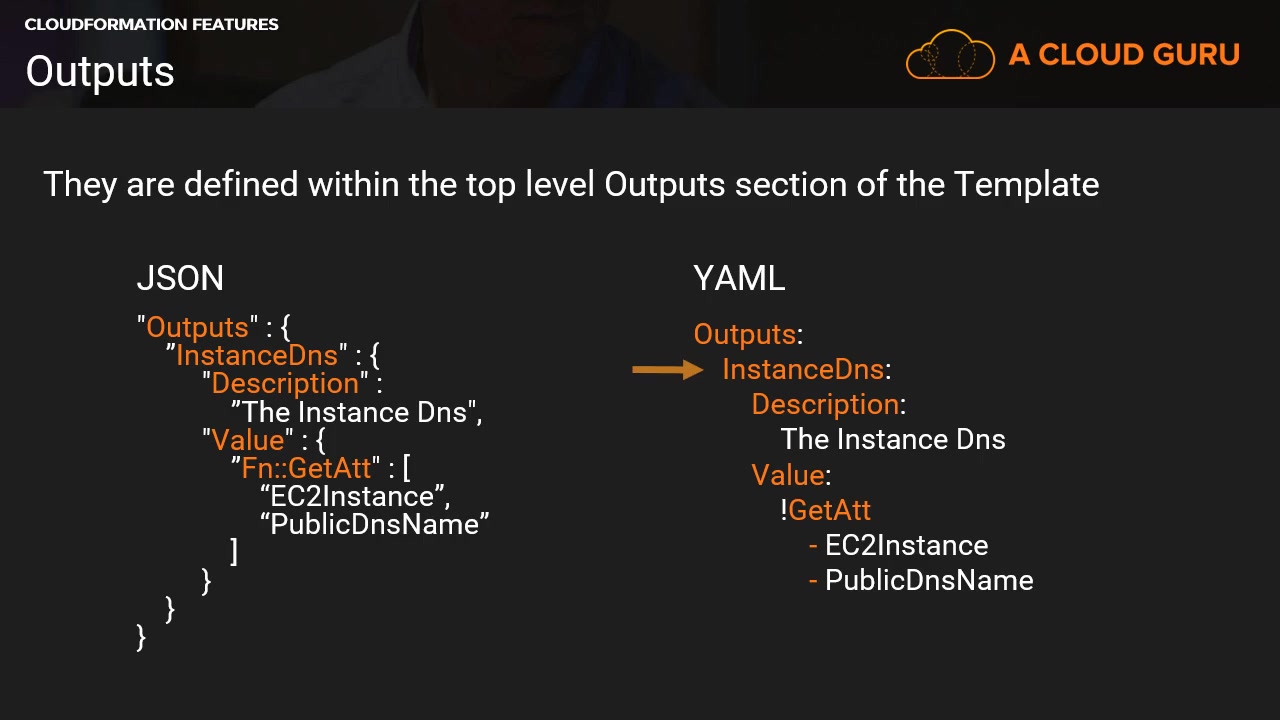 CLOUDFORMATION FEATURES
Outputs
A CLOUD GURU
They are defined within the top level Outputs section of the Template
JSON
"Outputs" : {
”InstanceDns" : {
"Description" :
”The Instance Dns",
"Value" : {
”Fn::GetAtt" : [
“EC2Instance”,
“PublicDnsName”
]
}
}
}
YAML
Outputs:
InstanceDns:
Description:
The Instance Dns
Value:
!GetAtt
- EC2Instance
- PublicDnsName